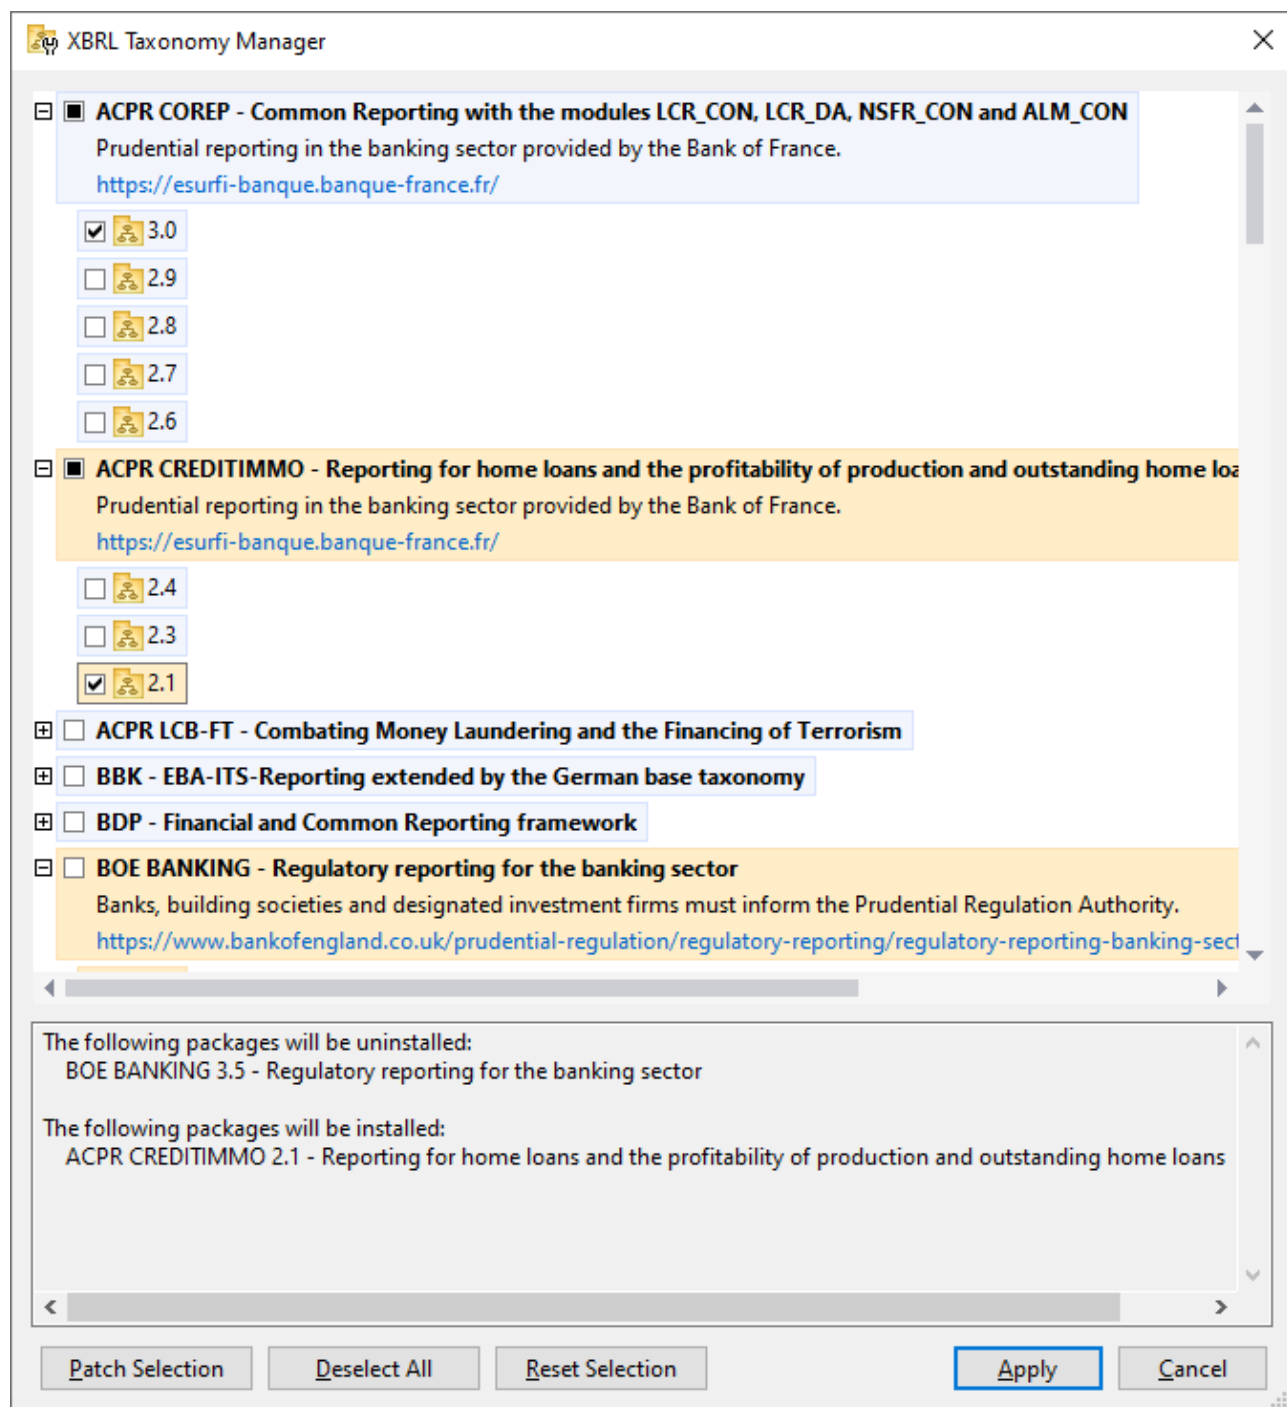 XBRL Taxonomy Manager
ACPR COREP - Common Reporting with the modules LCR_CON, LCR_DA, NSFR_CON and ALM_CON
Prudential reporting in the banking sector provided by the Bank of France.
https://esurfi-banque.banque-france.fr/
3.0
2.9
2.8
2.7
2.6
ACPR CREDITIMMO - Reporting for home loans and the profitability of production and outstanding home loa
Prudential reporting in the banking sector provided by the Bank of France.
https://esurfi-banque.banque-france.fr/
2.4
2.3
2.1
ACPR LCB-FT - Combating Money Laundering and the Financing of Terrorism
BBK - EBA-ITS-Reporting extended by the German base taxonomy
BDP - Financial and Common Reporting framework
BOE BANKING - Regulatory reporting for the banking sector
Banks, building societies and designated investment firms must inform the Prudential Regulation Authority.
https://www.bankofengland.co.uk/prudential-regulation/regulatory-reporting/regulatory-reporting-banking-sect
The following packages will be uninstalled:
BOE BANKING 3.5 - Regulatory reporting for the banking sector
The following packages will be installed:
ACPR CREDITIMMO 2.1 - Reporting for home loans and the profitability of production and outstanding home loans
Patch Selection
Deselect All
Reset Selection
Apply
Cancel